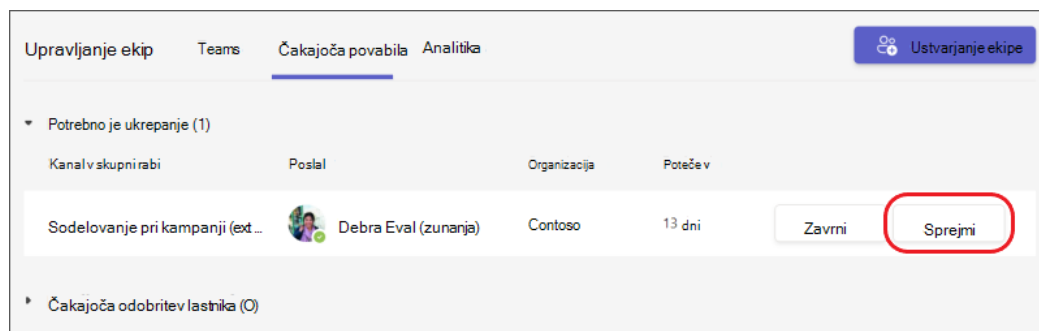 Upravljanje ekip Teams Čakajoča povabila Analitika Ustvarjanje ekipe
Potrebno je ukrepanje (1)
Kanal v skupni rabi Poslal Organizacija Poteče v
Sodelovanje pri kampanji (ext ... Debra Eval (zunanja) Contoso 13 dni Zavrni Sprejmi
Čakajoča odobritev lastnika (O)